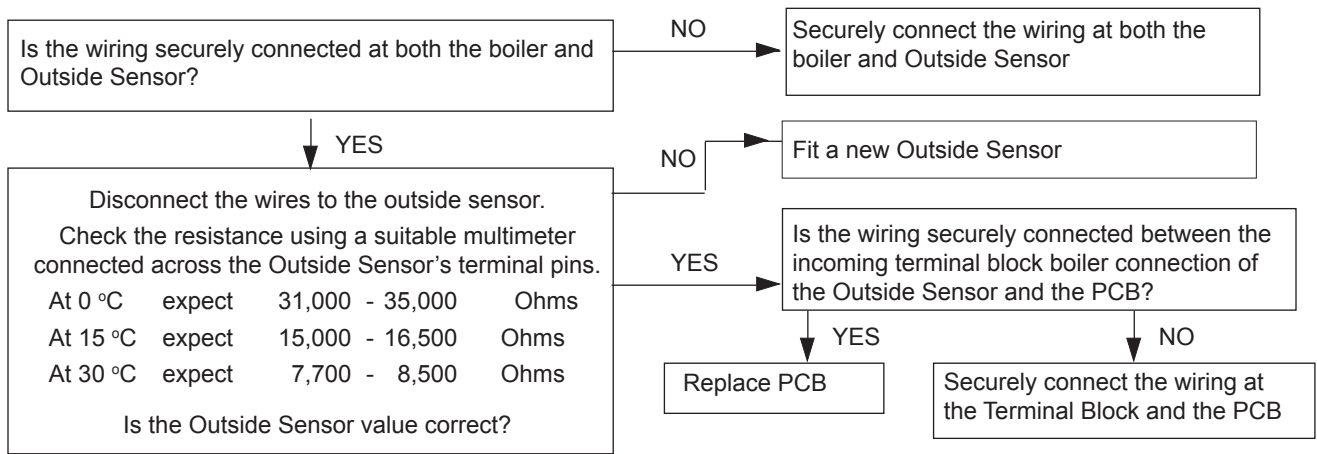 Is the wiring securely connected at both the boiler and
Outside Sensor?
NO
Securely connect the wiring at both the
boiler and Outside Sensor
YES
NO
Fit a new Outside Sensor
Disconnect the wires to the outside sensor.
Check the resistance using a suitable multimeter
connected across the Outside Sensor's terminal pins.
At 0 °C expect 31,000 - 35,000 Ohms
At 15 °C expect 15,000 - 16,500 Ohms
At 30 °C expect 7,700 - 8,500 Ohms
Is the Outside Sensor value correct?
YES
Is the wiring securely connected between the
incoming terminal block boiler connection of
the Outside Sensor and the PCB?
YES
NO
Replace PCB
Securely connect the wiring at
the Terminal Block and the PCB